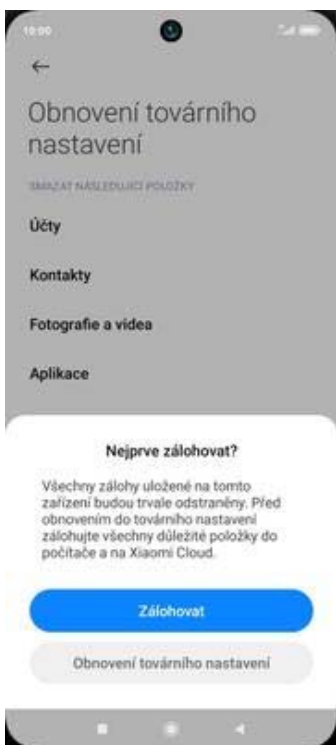 10:00
Obnovení továrního
nastavení
SMAZAT NÁSLEDUJÍCÍ POLOŽKY
Účty
Kontakty
Fotografie a videa
Aplikace
Nejprve zálohovat?
Všechny zálohy uložené na tomto
zařízení budou trvale odstraněny. Před
obnovením do továrního nastavení
zálohujte všechny důležité položky do
počítače a na Xiaomi Cloud.
Zálohovat
Obnovení továrního nastavení